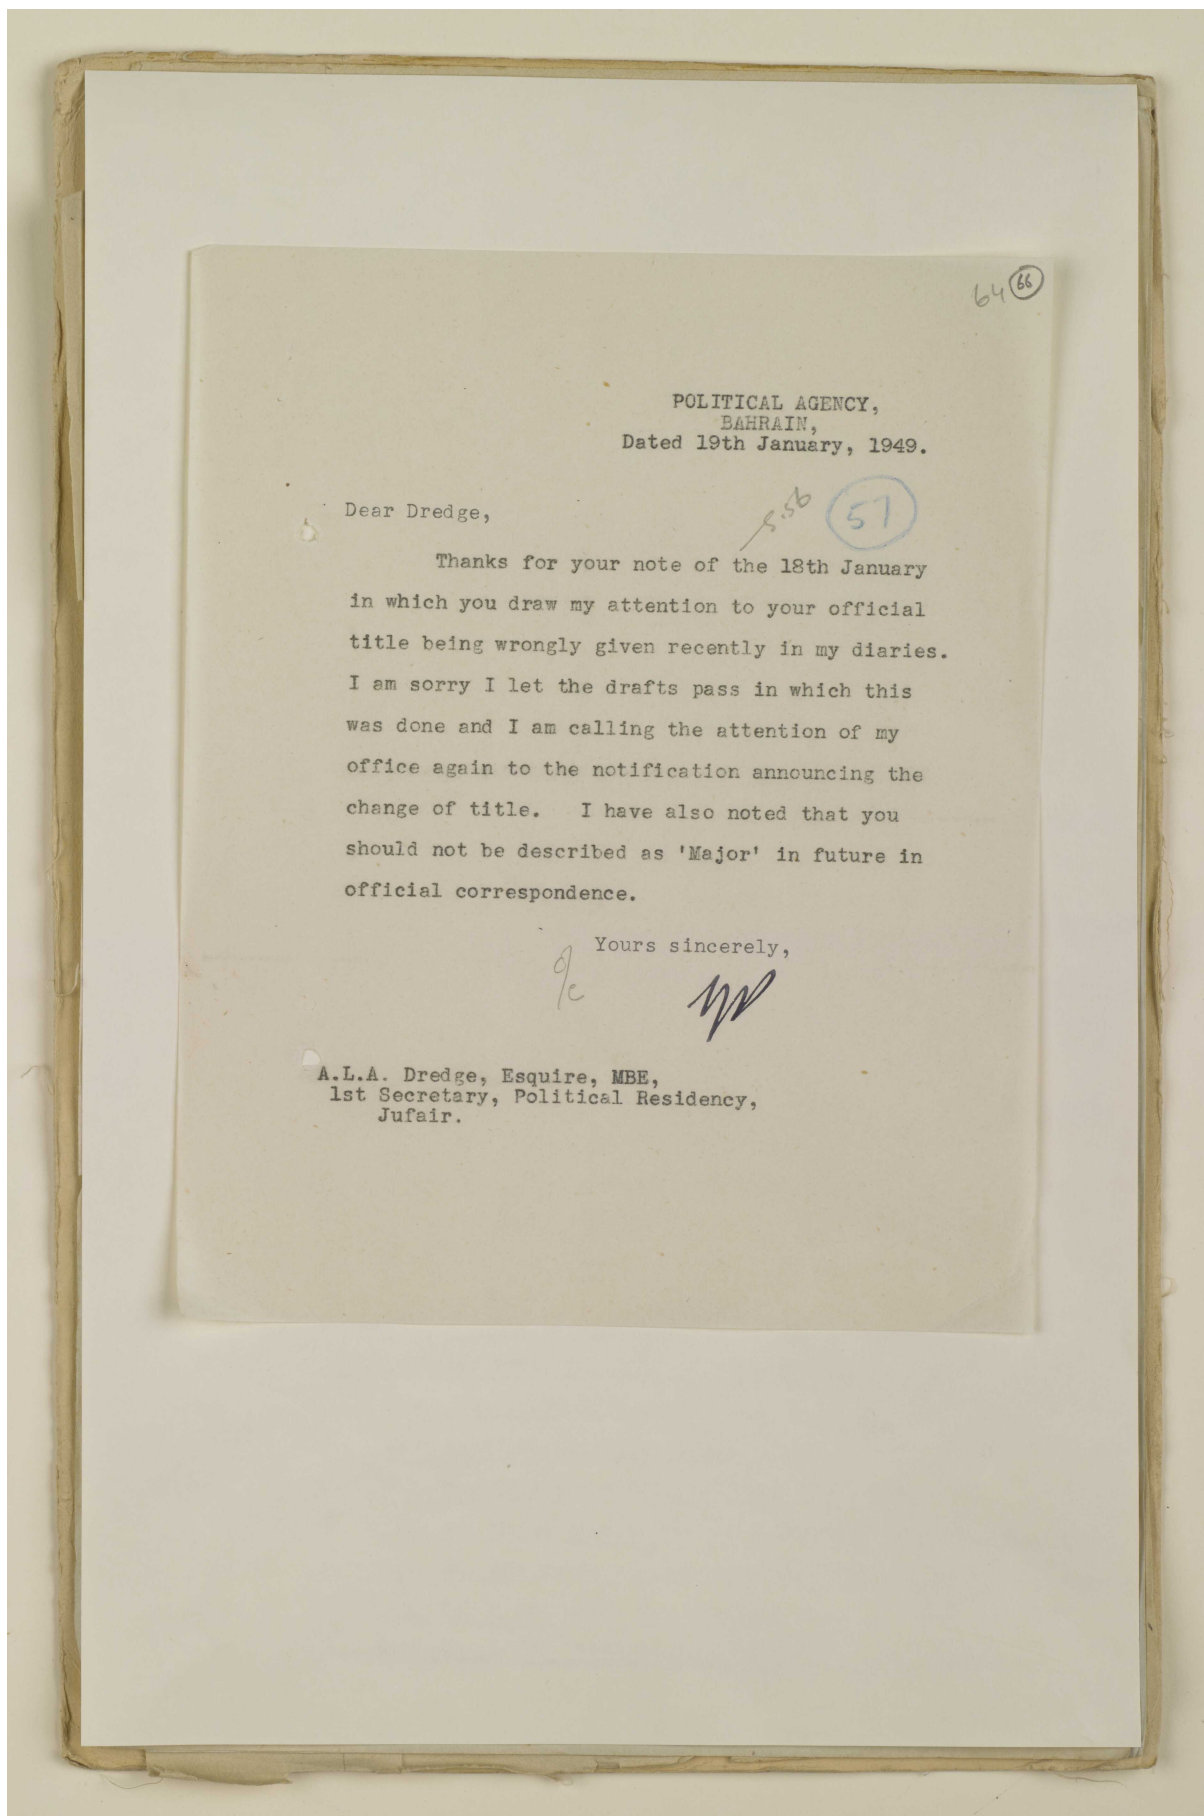 64 66
POLITICAL AGENCY,
BAHRAIN,
Dated 19th January, 1949.
s.56
57
Dear Dredge,
Thanks for your note of the 18th January
in which you draw my attention to your official
title being wrongly given recently in my diaries.
I am sorry I let the drafts pass in which this
was done and I am calling the attention of my
office again to the notification announcing the
change of title. I have also noted that you
should not be described as 'Major' in future in
official correspondence.
Yours sincerely,
o/c
A.L.A. Dredge, Esquire, MBE,
1st Secretary, Political Residency,
Jufair.